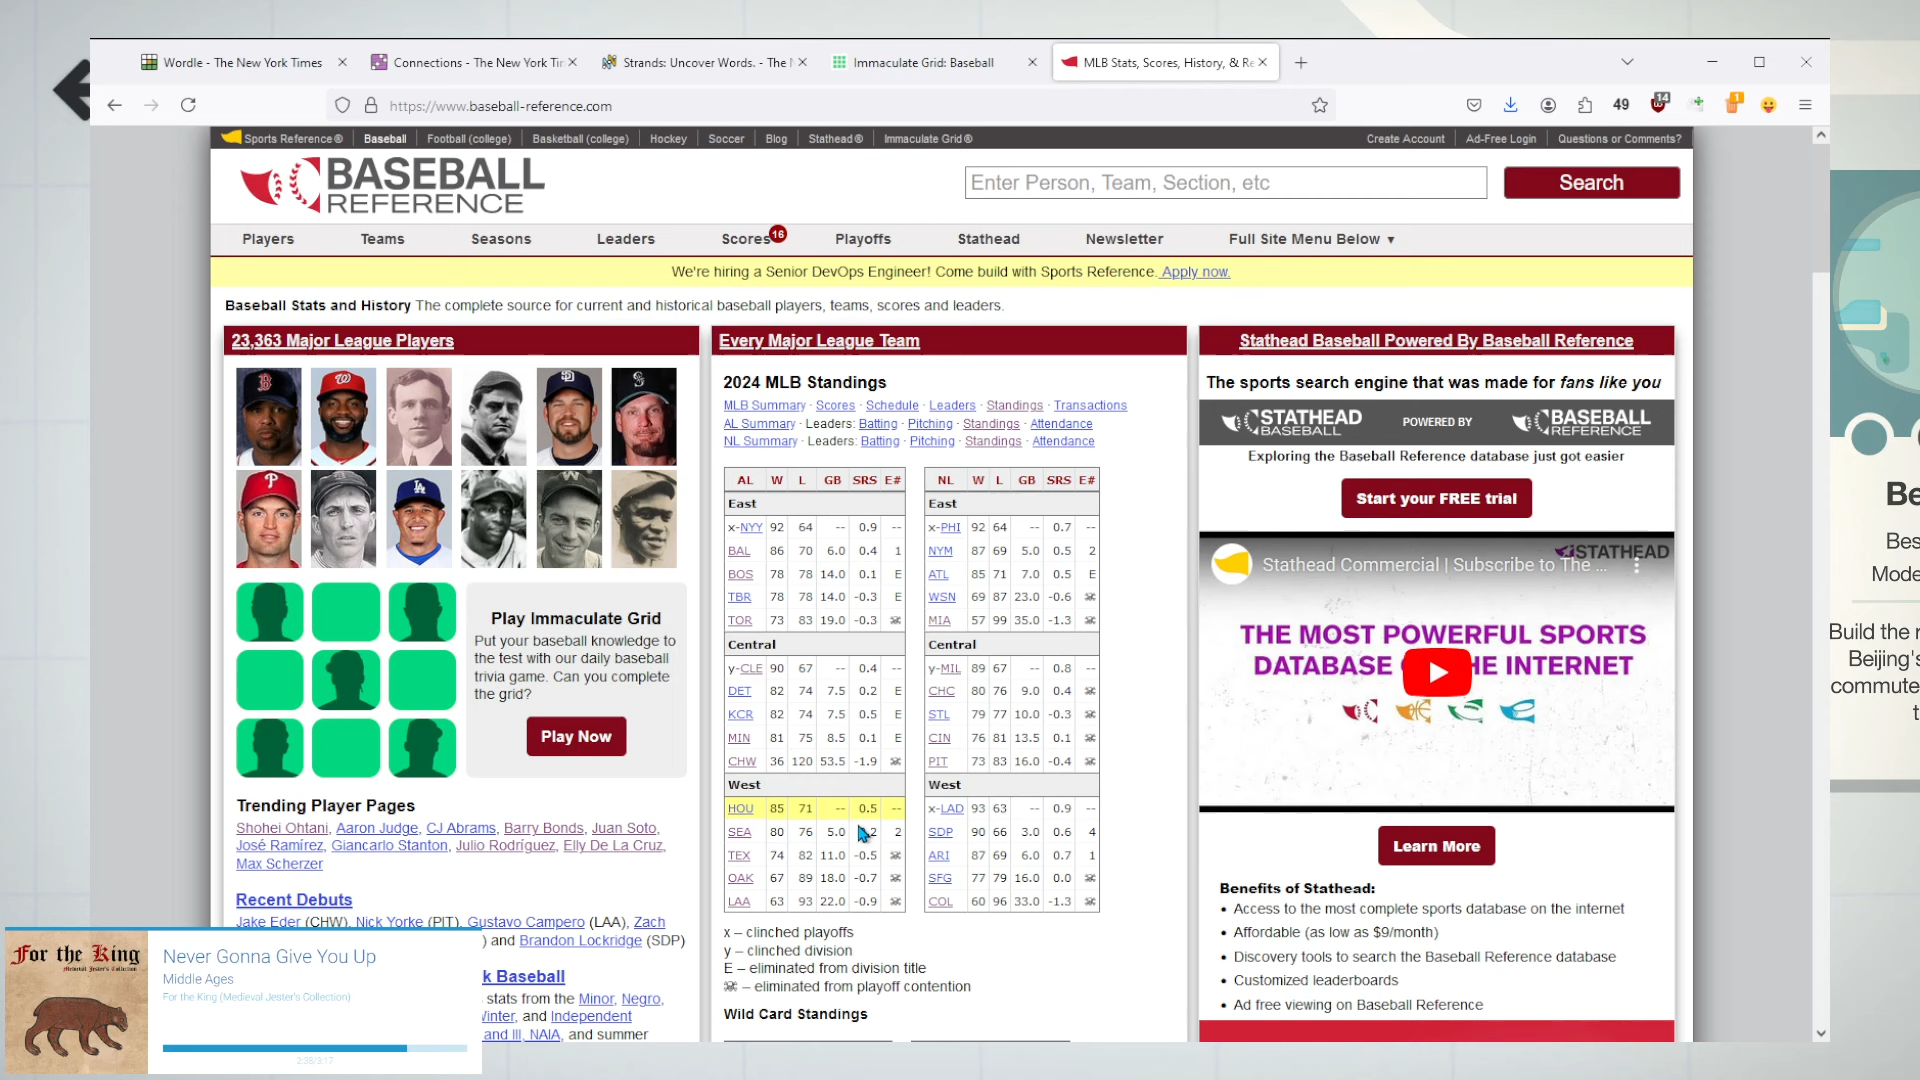 Wordle - The New York Times
Connections - The New York Tim
Strands: Uncover Words. - The N
Immaculate Grid: Baseball
MLB Stats, Scores, History, & Re
https://www.baseball-reference.com
49
14
1
Sports Reference®
Baseball
Football (college)
Basketball (college)
Hockey
Soccer
Blog
Stathead®
Immaculate Grid®
Create Account
Ad-Free Login
Questions or Comments?
BASEBALL
REFERENCE
Enter Person, Team, Section, etc
Search
Players
Teams
Seasons
Leaders
Scores 16
Playoffs
Stathead
Newsletter
Full Site Menu Below ▼
We're hiring a Senior DevOps Engineer! Come build with Sports Reference. Apply now.
Baseball Stats and History The complete source for current and historical baseball players, teams, scores and leaders.
23,363 Major League Players
Play Immaculate Grid
Put your baseball knowledge to
the test with our daily baseball
trivia game. Can you complete
the grid?
Play Now
Trending Player Pages
Shohei Ohtani, Aaron Judge, CJ Abrams, Barry Bonds, Juan Soto,
José Ramírez, Giancarlo Stanton, Julio Rodríguez, Elly De La Cruz,
Max Scherzer
Recent Debuts
Jake Eder (CHW), Nick Yorke (PIT), Gustavo Campero (LAA), Zach
) and Brandon Lockridge (SDP)
k Baseball
stats from the Minor, Negro,
Winter, and Independent
and III, NAIA, and summer
Every Major League Team
2024 MLB Standings
MLB Summary · Scores · Schedule · Leaders · Standings · Transactions
AL Summary · Leaders: Batting · Pitching · Standings · Attendance
NL Summary · Leaders: Batting · Pitching · Standings · Attendance
AL W L GB SRS E#
East
x-NYY 92 64 -- 0.9 --
BAL 86 70 6.0 0.4 1
BOS 78 78 14.0 0.1 E
TBR 78 78 14.0 -0.3 E
TOR 73 83 19.0 -0.3 ☠
Central
y-CLE 90 67 -- 0.4 --
DET 82 74 7.5 0.2 E
KCR 82 74 7.5 0.5 E
MIN 81 75 8.5 0.1 E
CHW 36 120 53.5 -1.9 ☠
West
HOU 85 71 -- 0.5 --
SEA 80 76 5.0 2 2
TEX 74 82 11.0 -0.5 ☠
OAK 67 89 18.0 -0.7 ☠
LAA 63 93 22.0 -0.9 ☠
NL W L GB SRS E#
East
x-PHI 92 64 -- 0.7 --
NYM 87 69 5.0 0.5 2
ATL 85 71 7.0 0.5 E
WSN 69 87 23.0 -0.6 ☠
MIA 57 99 35.0 -1.3 ☠
Central
y-MIL 89 67 -- 0.8 --
CHC 80 76 9.0 0.4 ☠
STL 79 77 10.0 -0.3 ☠
CIN 76 81 13.5 0.1 ☠
PIT 73 83 16.0 -0.4 ☠
West
x-LAD 93 63 -- 0.9 --
SDP 90 66 3.0 0.6 4
ARI 87 69 6.0 0.7 1
SFG 77 79 16.0 0.0 ☠
COL 60 96 33.0 -1.3 ☠
x – clinched playoffs
y – clinched division
E – eliminated from division title
☠ – eliminated from playoff contention
Wild Card Standings
Stathead Baseball Powered By Baseball Reference
The sports search engine that was made for fans like you
STATHEAD
BASEBALL
POWERED BY
BASEBALL
REFERENCE
Exploring the Baseball Reference database just got easier
Start your FREE trial
Stathead Commercial | Subscribe to The ...
STATHEAD
THE MOST POWERFUL SPORTS
DATABASE HE INTERNET
Learn More
Benefits of Stathead:
• Access to the most complete sports database on the internet
• Affordable (as low as $9/month)
• Discovery tools to search the Baseball Reference database
• Customized leaderboards
• Ad free viewing on Baseball Reference
For the King
Medieval Jester's Collection
Never Gonna Give You Up
Middle Ages
For the King (Medieval Jester's Collection)
2:38/3:17
Be
Bes
Mode
Build the r
Beijing's
commute
t